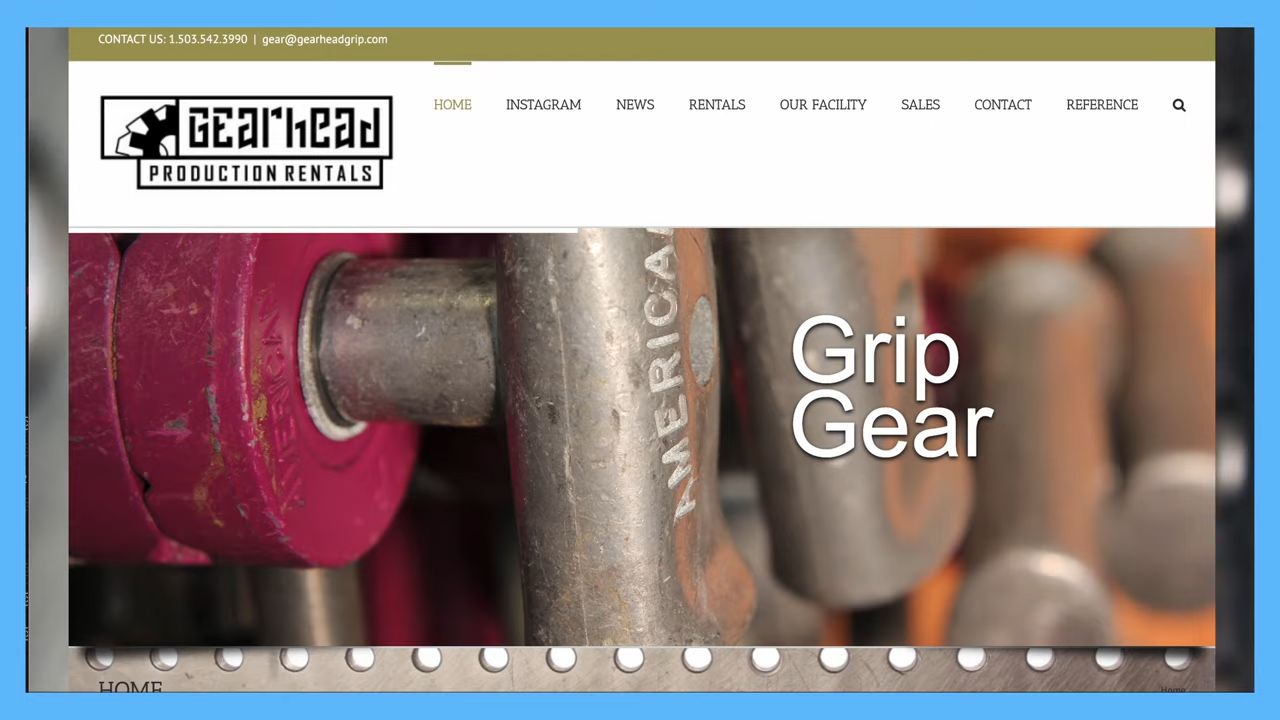 CONTACT US: 1.503.542.3990 | gear@gearheadgrip.com
Gearhead
PRODUCTION RENTALS
HOME INSTAGRAM NEWS RENTALS OUR FACILITY SALES CONTACT REFERENCE
AMERICA
Grip
Gear
HOME
Home